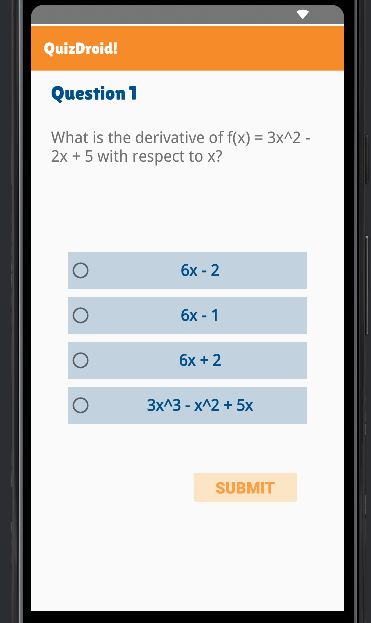 QuizDroid!
Question 1
What is the derivative of f(x) = 3x^2 -
2x + 5 with respect to x?
6x - 2
6x - 1
6x + 2
3x^3 - x^2 + 5x
SUBMIT